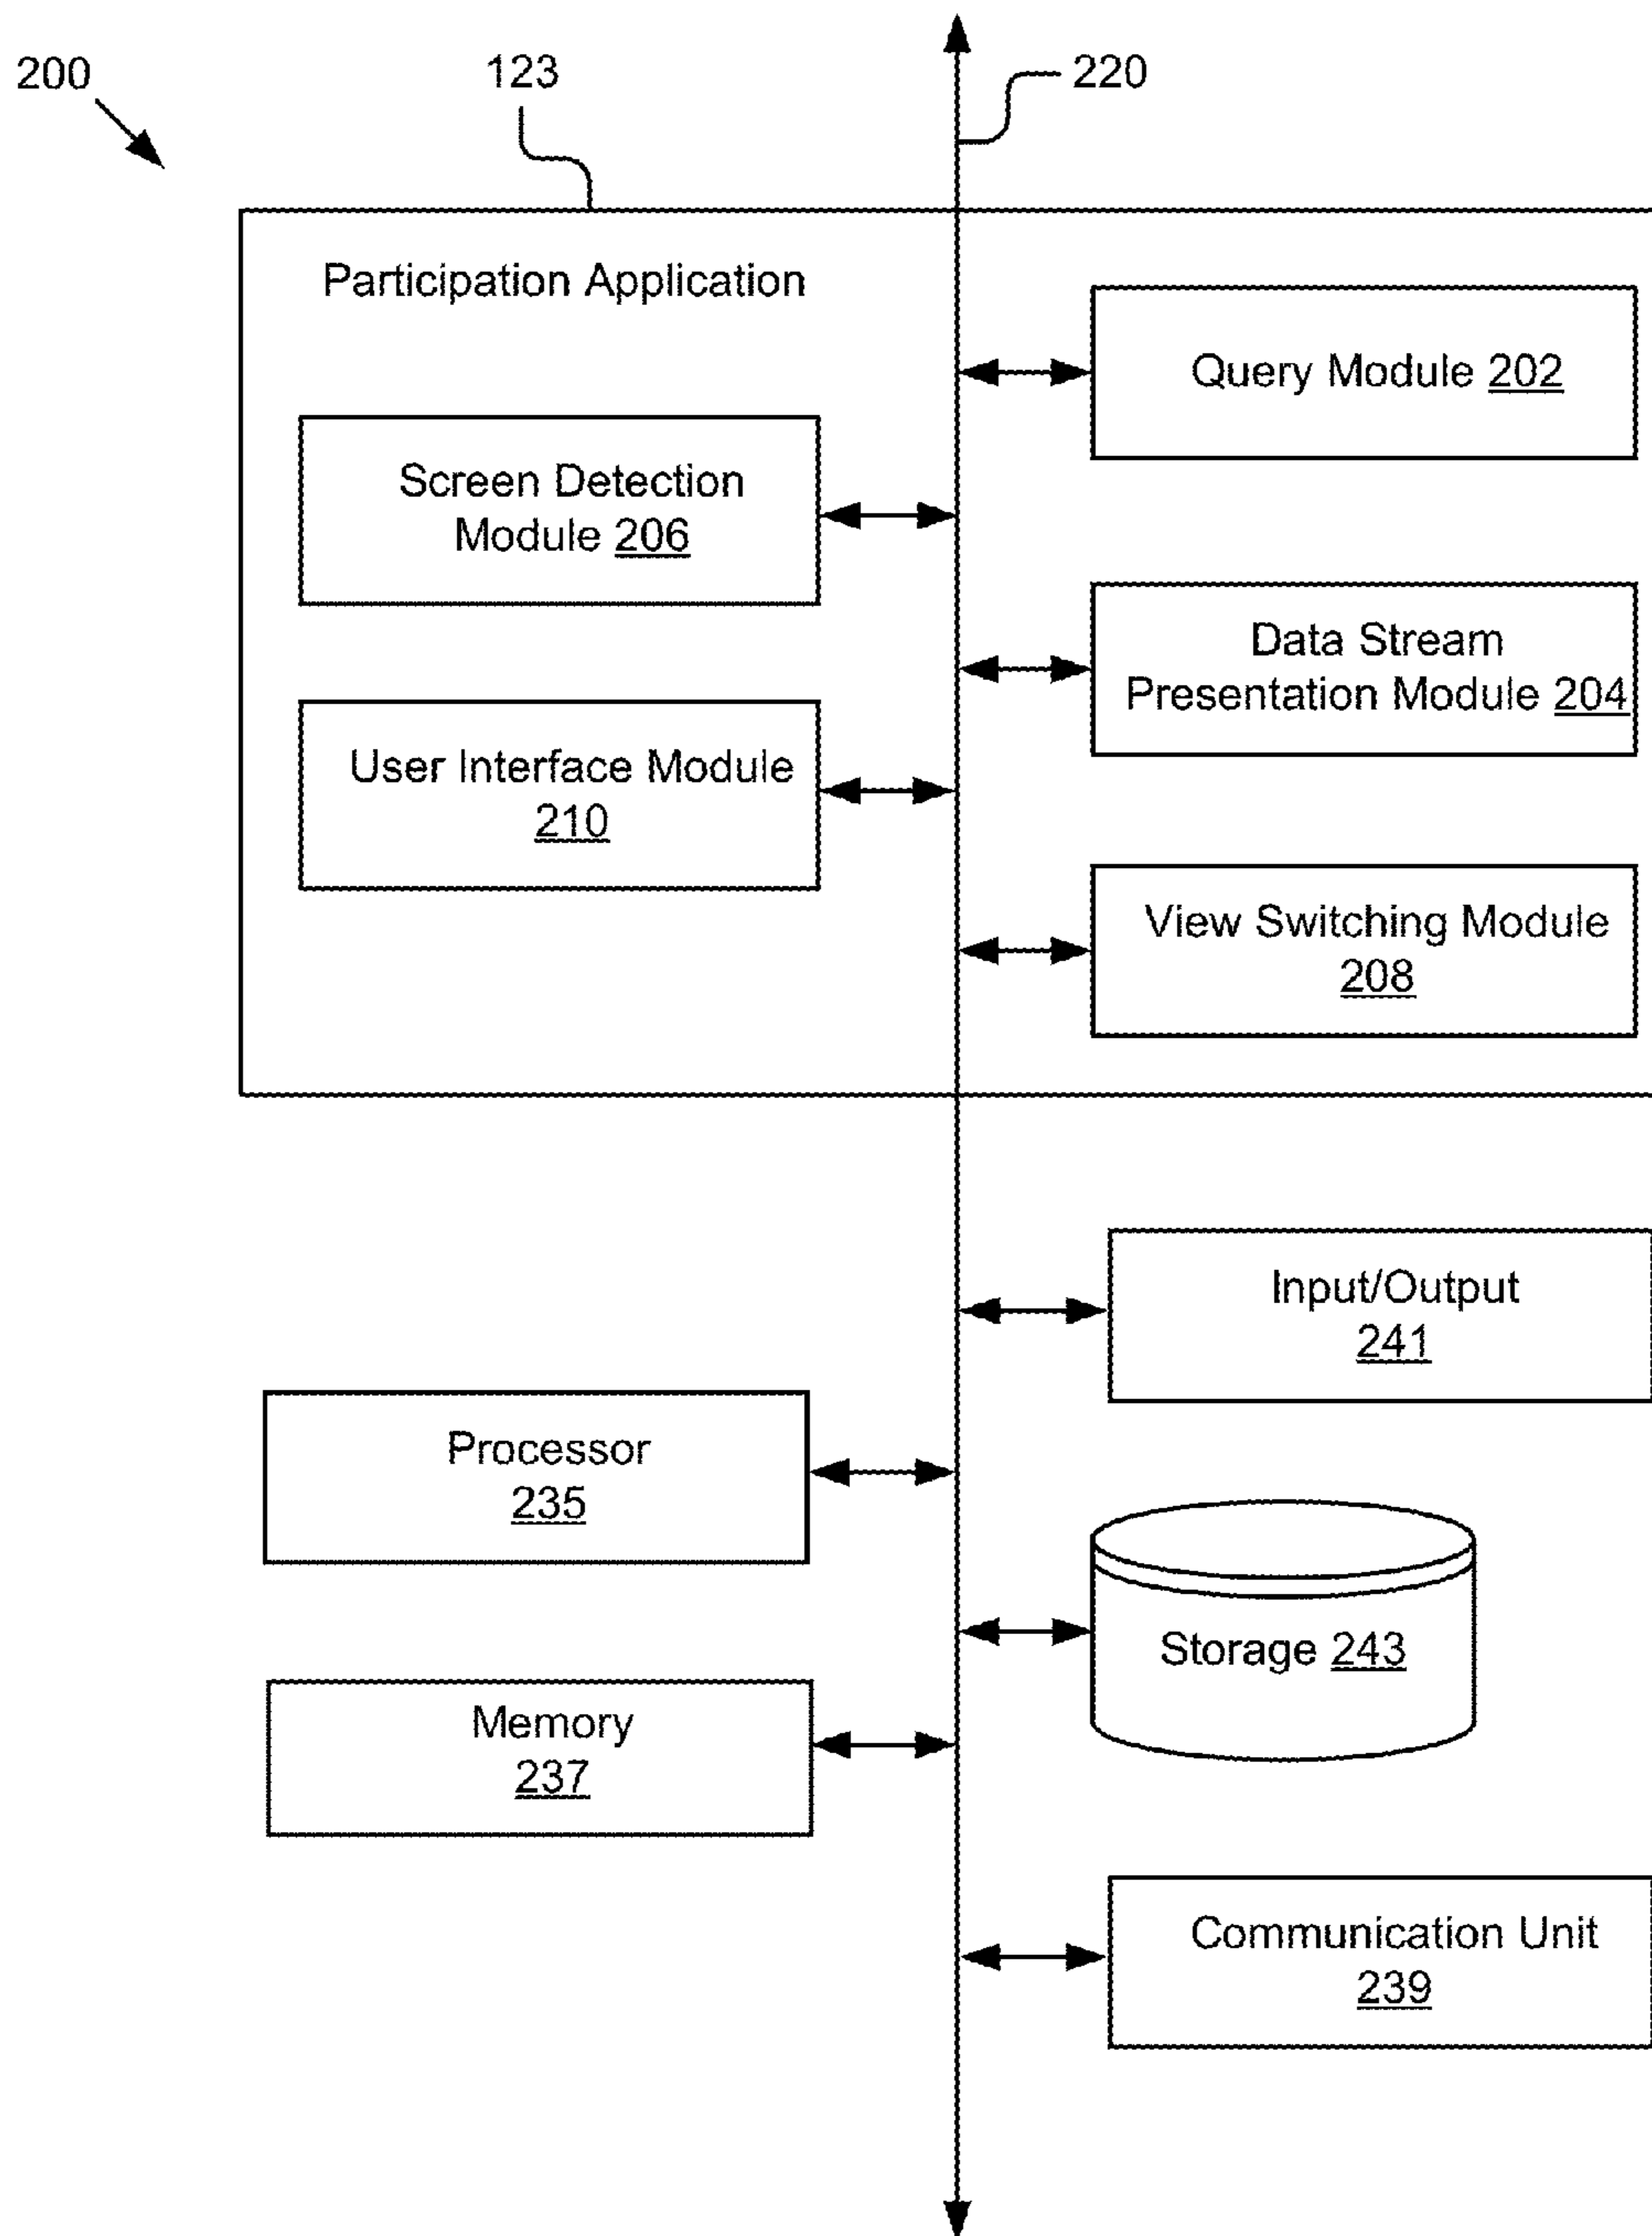 200
123
220
Participation Application
Query Module 202
Screen Detection
Module 206
Data Stream
Presentation Module 204
User Interface Module
210
View Switching Module
208
Input/Output
241
Processor
235
Storage 243
Memory
237
Communication Unit
239